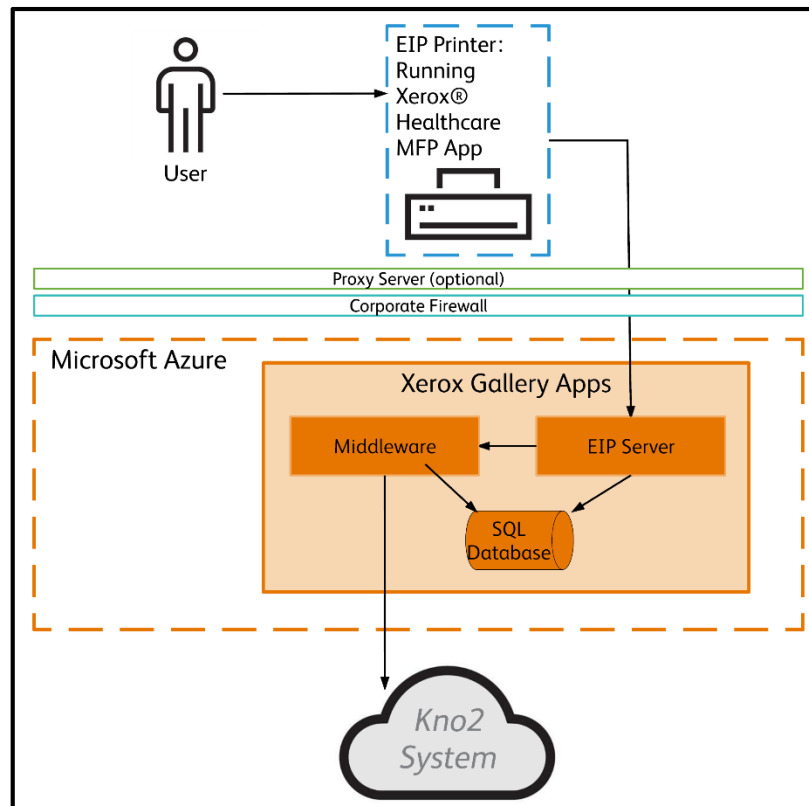 EIP Printer:
Running
Xerox®
Healthcare
MFP App
User
Proxy Server (optional)
Corporate Firewall
Microsoft Azure
Xerox Gallery Apps
Middleware
EIP Server
SQL
Database
Kno2
System